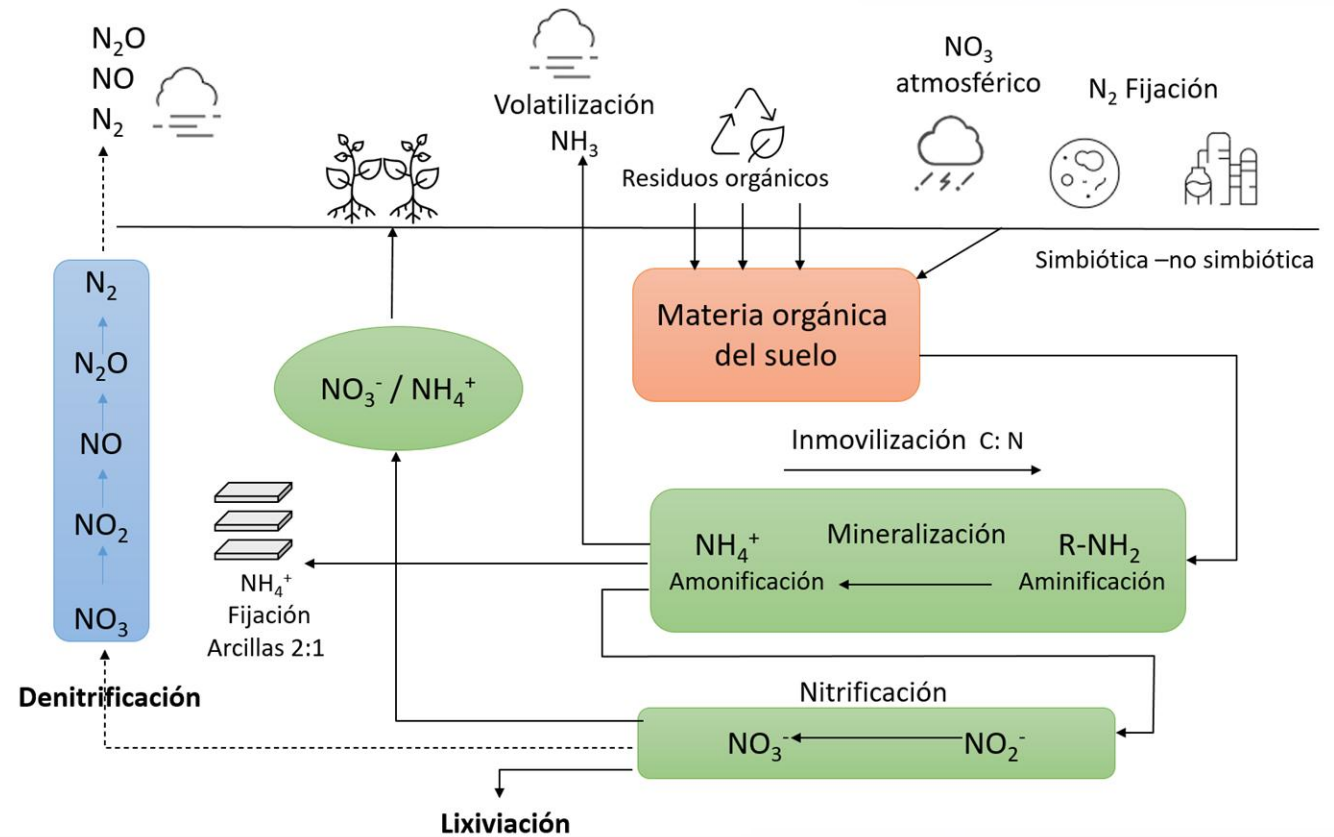 N₂O
NO
N₂
Volatilización
NH₃
Residuos orgánicos
NO₃
atmosférico
N₂ Fijación
Simbiótica –no simbiótica
N₂
N₂O
NO
NO₂
NO₃
Denitrificación
NO₃⁻ / NH₄⁺
NH₄⁺
Fijación
Arcillas 2:1
Materia orgánica
del suelo
Inmovilización C: N
NH₄⁺
Amonificación
Mineralización
R-NH₂
Aminificación
Nitrificación
NO₃⁻
NO₂⁻
Lixiviación